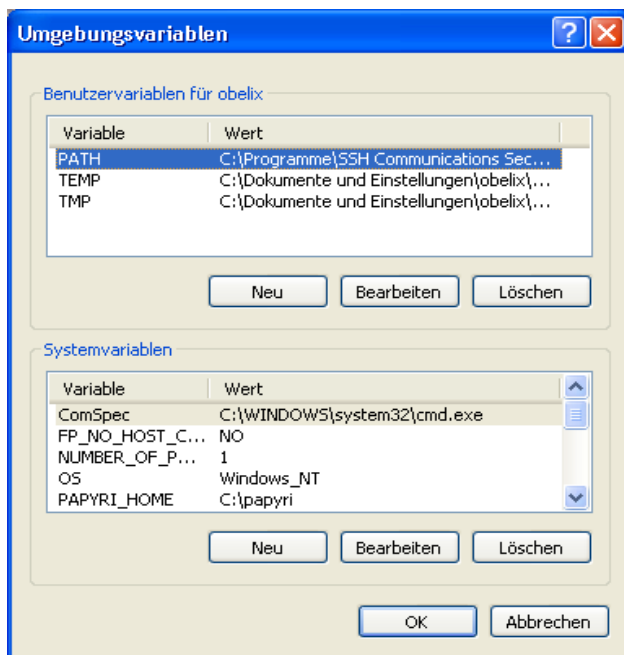 Umgebungsvariablen
Benutzervariablen für obelix
Variable Wert
PATH C:\Programme\SSH Communications Sec...
TEMP C:\Dokumente und Einstellungen\obelix\...
TMP C:\Dokumente und Einstellungen\obelix\...
Neu Bearbeiten Löschen
Systemvariablen
Variable Wert
ComSpec C:\WINDOWS\system32\cmd.exe
FP_NO_HOST_C... NO
NUMBER_OF_P... 1
OS Windows_NT
PAPYRI_HOME C:\papyri
Neu Bearbeiten Löschen
OK Abbrechen